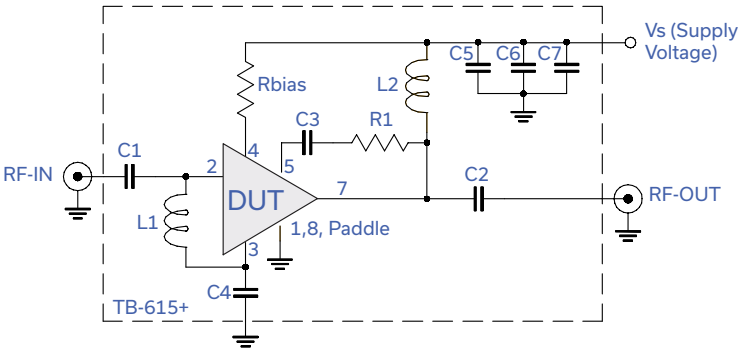 Vs (Supply
Voltage)
C5
C6
C7
Rbias
L2
C3
R1
C1
4
5
RF-IN
2
DUT
7
C2
RF-OUT
L1
1,8, Paddle
3
C4
TB-615+